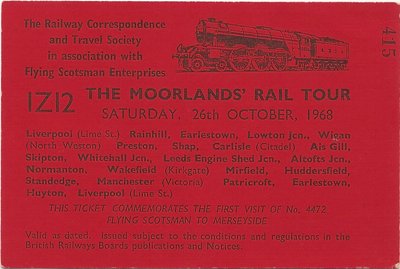 The Railway Correspondence
and Travel Society
in association with
Flying Scotsman Enterprises
415
1Z12 THE MOORLANDS' RAIL TOUR
SATURDAY, 26th OCTOBER, 1968
Liverpool (Lime St.) Rainhill, Earlestown, Lowton Jcn., Wigan
(North Weston) Preston, Shap, Carlisle (Citadel) Ais Gill,
Skipton, Whitehall Jcn., Leeds Engine Shed Jcn., Altofts Jcn.,
Normanton, Wakefield (Kirkgate) Mirfield, Huddersfield,
Standedge, Manchester (Victoria) Patricroft, Earlestown,
Huyton, Liverpool (Lime St.)
THIS TICKET COMMEMORATES THE FIRST VISIT OF No. 4472
FLYING SCOTSMAN TO MERSEYSIDE
Valid as dated. Issued subject to the conditions and regulations in the
British Railways Boards publications and Notices.